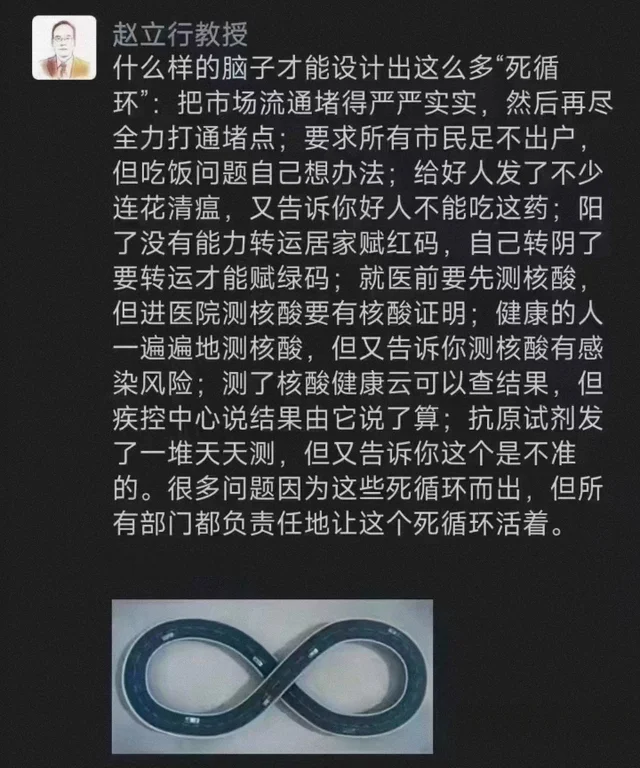 赵立行教授
什么样的脑子才能设计出这么多“死循
环”：把市场流通堵得严严实实，然后再尽
全力打通堵点；要求所有市民足不出户，
但吃饭问题自己想办法；给好人发了不少
连花清瘟，又告诉你好人不能吃这药；阳
了没有能力转运居家赋红码，自己转阴了
要转运才能赋绿码；就医前要先测核酸，
但进医院测核酸要有核酸证明；健康的人
一遍遍地测核酸，但又告诉你测核酸有感
染风险；测了核酸健康云可以查结果，但
疾控中心说结果由它说了算；抗原试剂发
了一堆天天测，但又告诉你这个是不准
的。很多问题因为这些死循环而出，但所
有部门都负责任地让这个死循环活着。